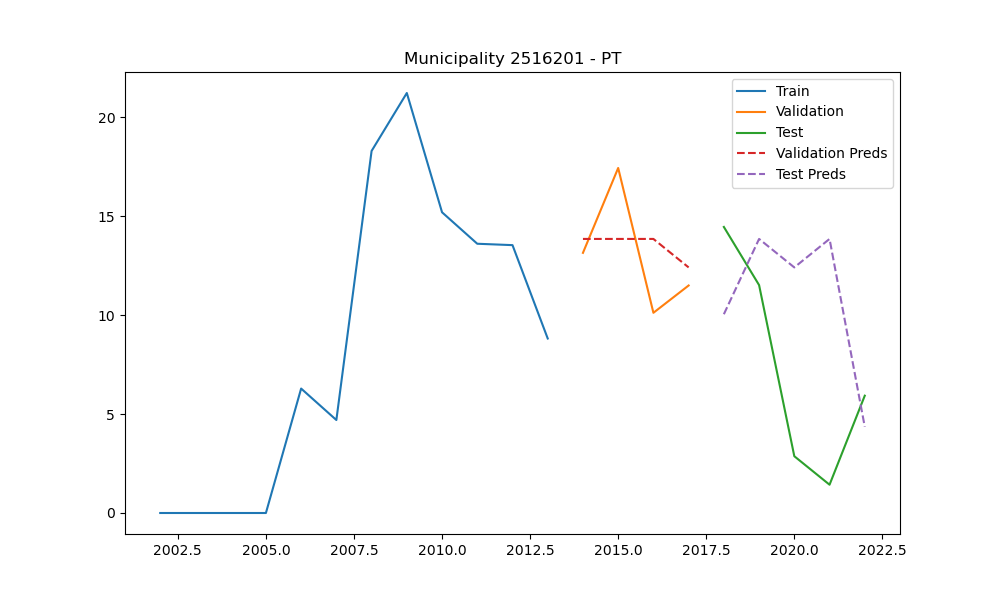 Municipality 2516201 - PT
Train
Validation
Test
Validation Preds
Test Preds
20
15
10
5
0
2002.5 2005.0 2007.5 2010.0 2012.5 2015.0 2017.5 2020.0 2022.5